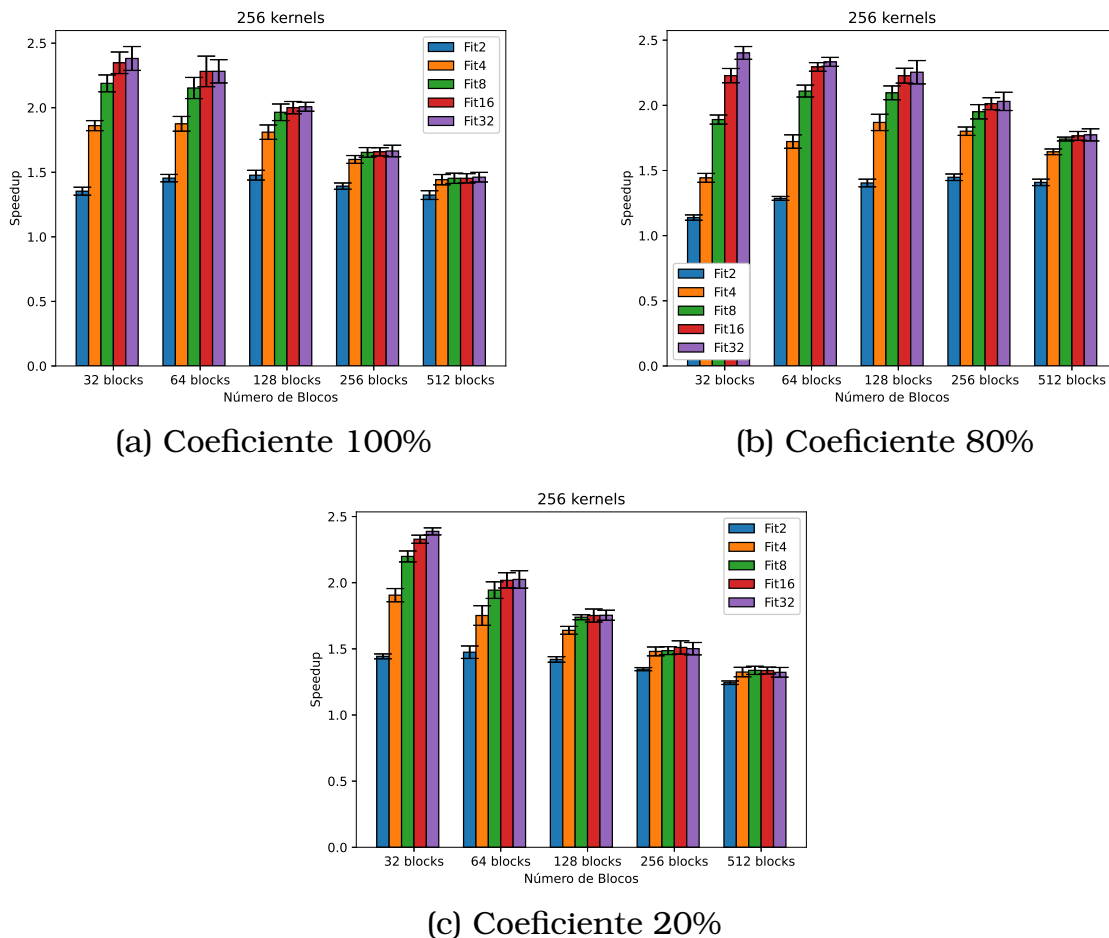 256 kernels
2.5
2.0
1.5
1.0
0.5
0.0
Speedup
Fit2
Fit4
Fit8
Fit16
Fit32
32 blocks 64 blocks 128 blocks 256 blocks 512 blocks
Número de Blocos
(a) Coeficiente 100%
256 kernels
2.5
2.0
1.5
1.0
0.5
0.0
Speedup
Fit2
Fit4
Fit8
Fit16
Fit32
32 blocks 64 blocks 128 blocks 256 blocks 512 blocks
Número de Blocos
(b) Coeficiente 80%
256 kernels
2.5
2.0
1.5
1.0
0.5
0.0
Speedup
Fit2
Fit4
Fit8
Fit16
Fit32
32 blocks 64 blocks 128 blocks 256 blocks 512 blocks
Número de Blocos
(c) Coeficiente 20%